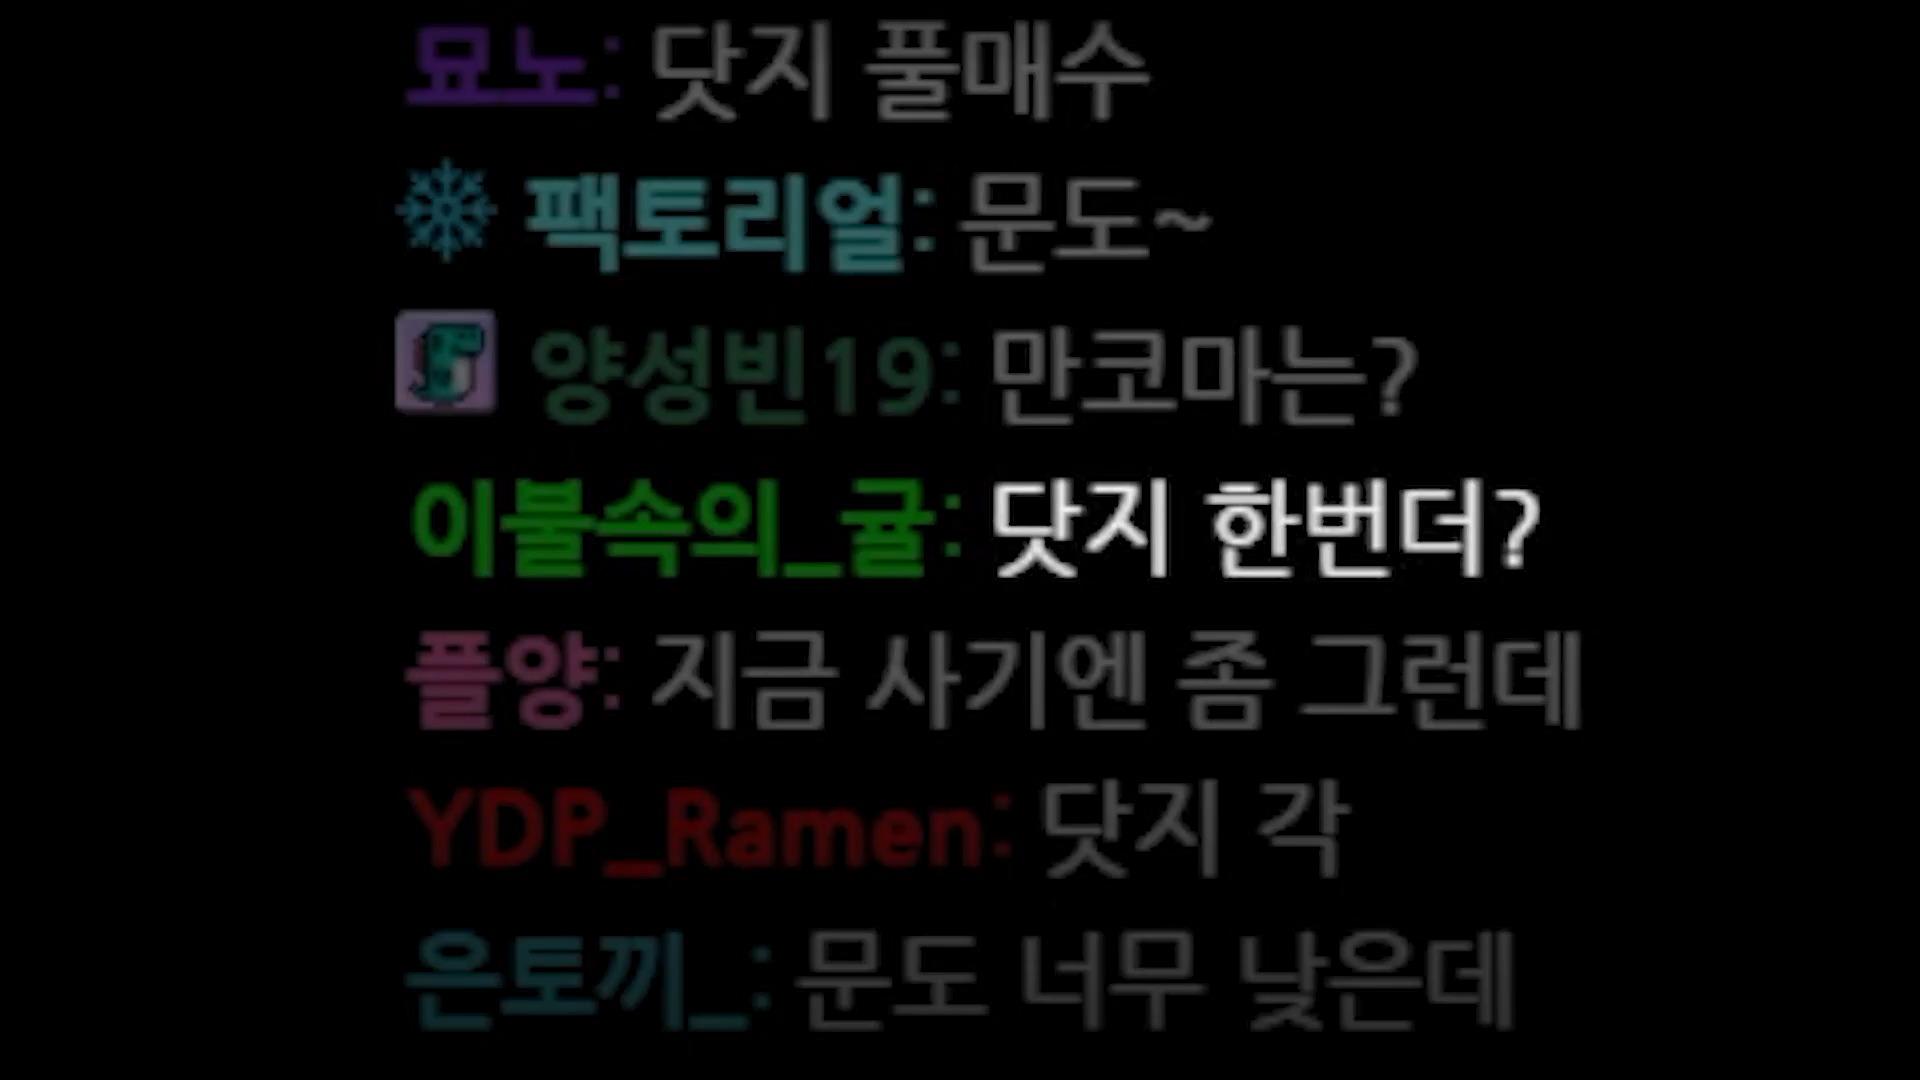 묘노: 닷지 풀매수
팩토리얼: 문도~
양성빈19: 만코마는?
이불속의_귤: 닷지 한번더?
플양: 지금 사기엔 좀 그런데
YDP_Ramen: 닷지 각
은토끼_: 문도 너무 낮은데